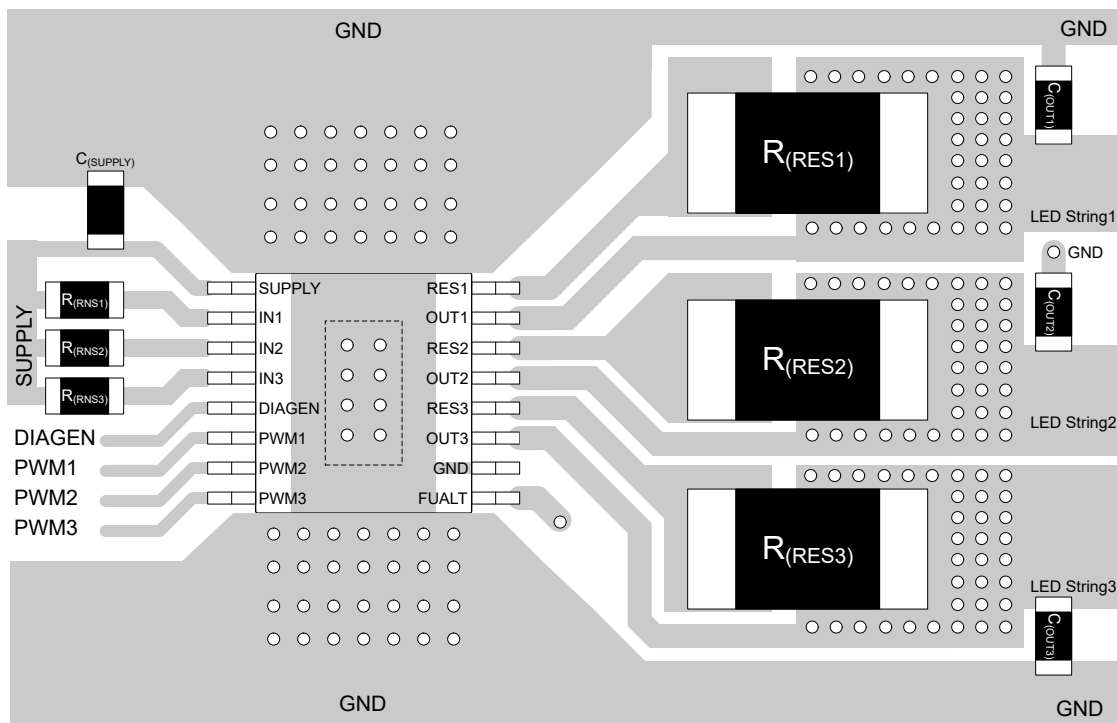 GND
GND
C(SUPPLY)
C(OUT1)
R(RES1)
LED String1
GND
SUPPLY
R(RNS1)
R(RNS2)
R(RNS3)
SUPPLY
IN1
IN2
IN3
DIAGEN
PWM1
PWM2
PWM3
RES1
OUT1
RES2
OUT2
RES3
OUT3
GND
FUALT
C(OUT2)
R(RES2)
LED String2
DIAGEN
PWM1
PWM2
PWM3
R(RES3)
LED String3
C(OUT3)
GND
GND